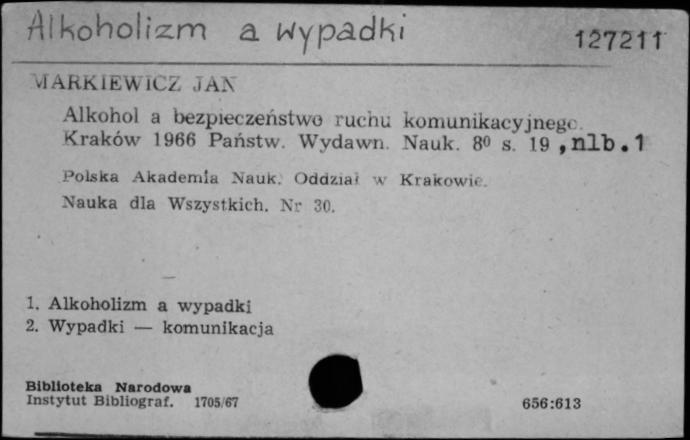 Alkoholizm a wypadki 127211
MARKIEWICZ JAN
Alkohol a bezpieczeństwo ruchu komunikacyjnego.
Kraków 1966 Państw. Wydawn. Nauk. 8⁰ s. 19 , nlb. 1
Polska Akademia Nauk. Oddział w Krakowie.
Nauka dla Wszystkich. Nr 30.
1. Alkoholizm a wypadki
2. Wypadki — komunikacja
Biblioteka Narodowa
Instytut Bibliograf. 1705/67 656:613